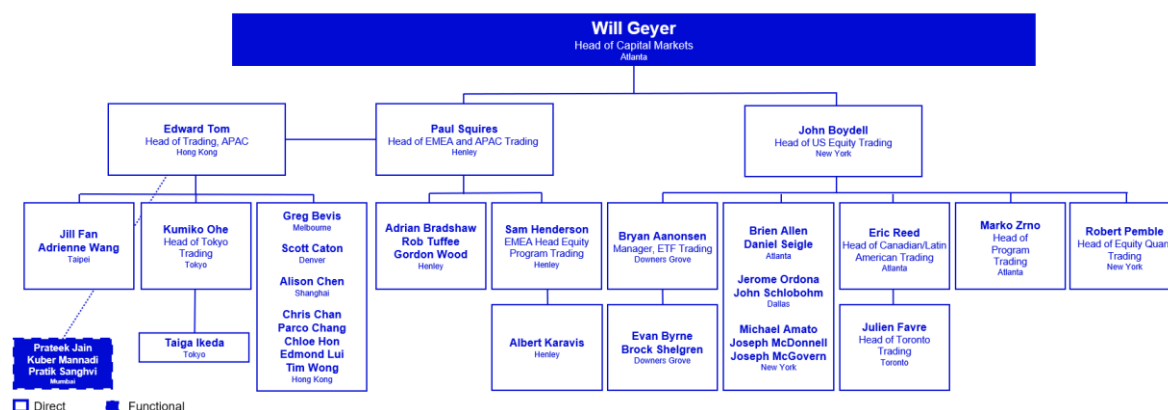 Will Geyer
Head of Capital Markets
Atlanta
Edward Tom
Head of Trading, APAC
Hong Kong
Paul Squires
Head of EMEA and APAC Trading
Henley
John Boydell
Head of US Equity Trading
New York
Jill Fan
Adrienne Wang
Taipei
Kumiko Ohe
Head of Tokyo
Trading
Tokyo
Greg Bevis
Melbourne
Scott Caton
Denver
Alison Chen
Shanghai
Chris Chan
Parco Chang
Chloe Hon
Edmond Lui
Tim Wong
Hong Kong
Adrian Bradshaw
Rob Tuffee
Gordon Wood
Henley
Sam Henderson
EMEA Head Equity
Program Trading
Henley
Bryan Aanonsen
Manager, ETF Trading
Downers Grove
Brien Allen
Daniel Seigle
Atlanta
Jerome Ordona
John Schlobohm
Dallas
Michael Amato
Joseph McDonnell
Joseph McGovern
New York
Eric Reed
Head of Canadian/Latin
American Trading
Atlanta
Marko Zrno
Head of
Program
Trading
Atlanta
Robert Pemble
Head of Equity Quant
Trading
New York
Taiga Ikeda
Tokyo
Albert Karavis
Henley
Evan Byrne
Brock Shelgren
Downers Grove
Julien Favre
Head of Toronto
Trading
Toronto
Prateek Jain
Kuber Mannadi
Pratik Sanghvi
Mumbai
Direct
Functional